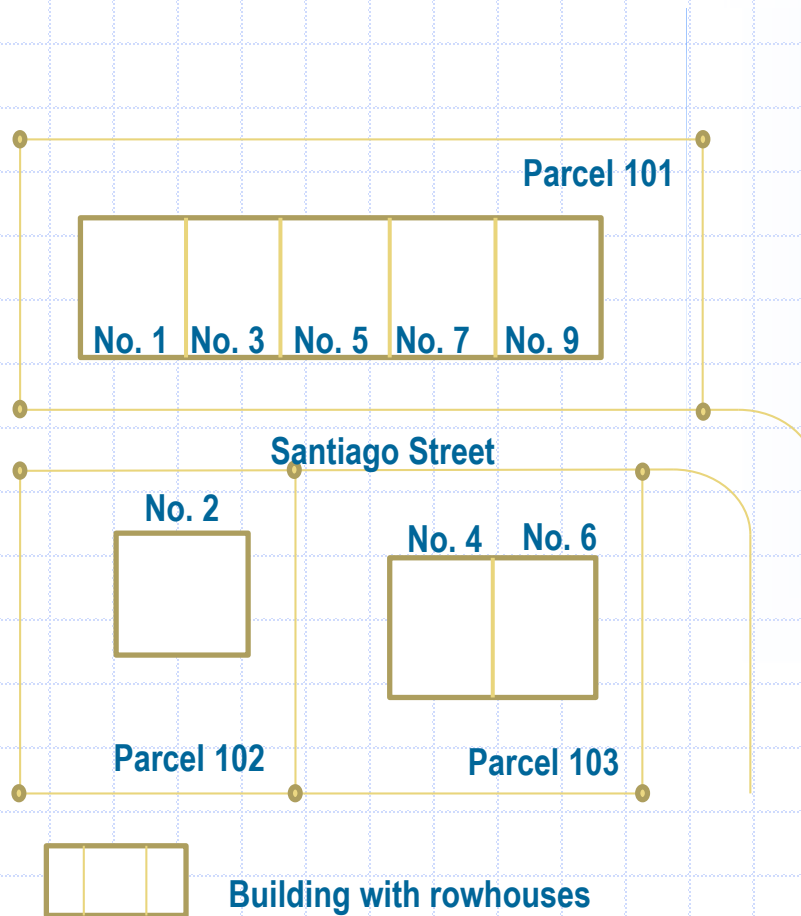 Parcel 101
No. 1 No. 3 No. 5 No. 7 No. 9
Santiago Street
No. 2
No. 4 No. 6
Parcel 102 Parcel 103
Building with rowhouses